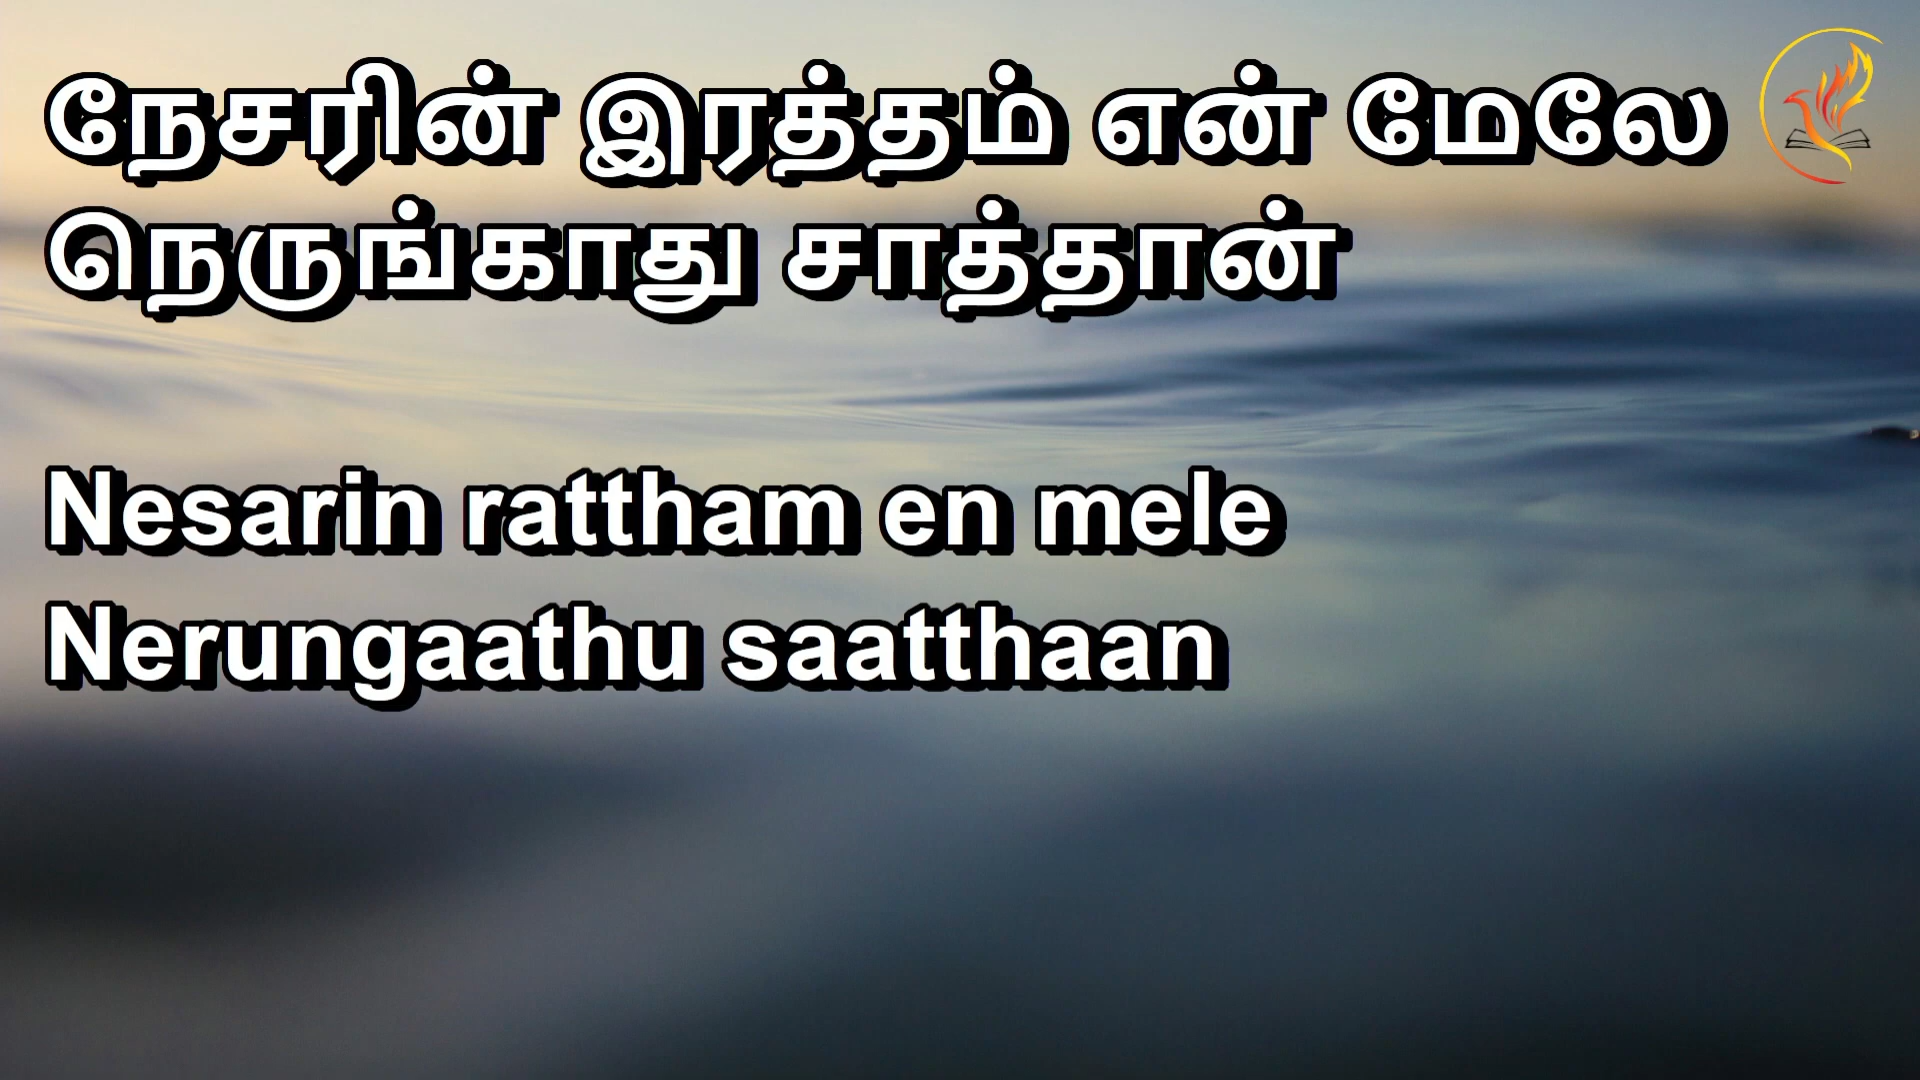 நேசரின் இரத்தம் என் மேலே
நெருங்காது சாத்தான்
Nesarin rattham en mele
Nerungaathu saatthaan